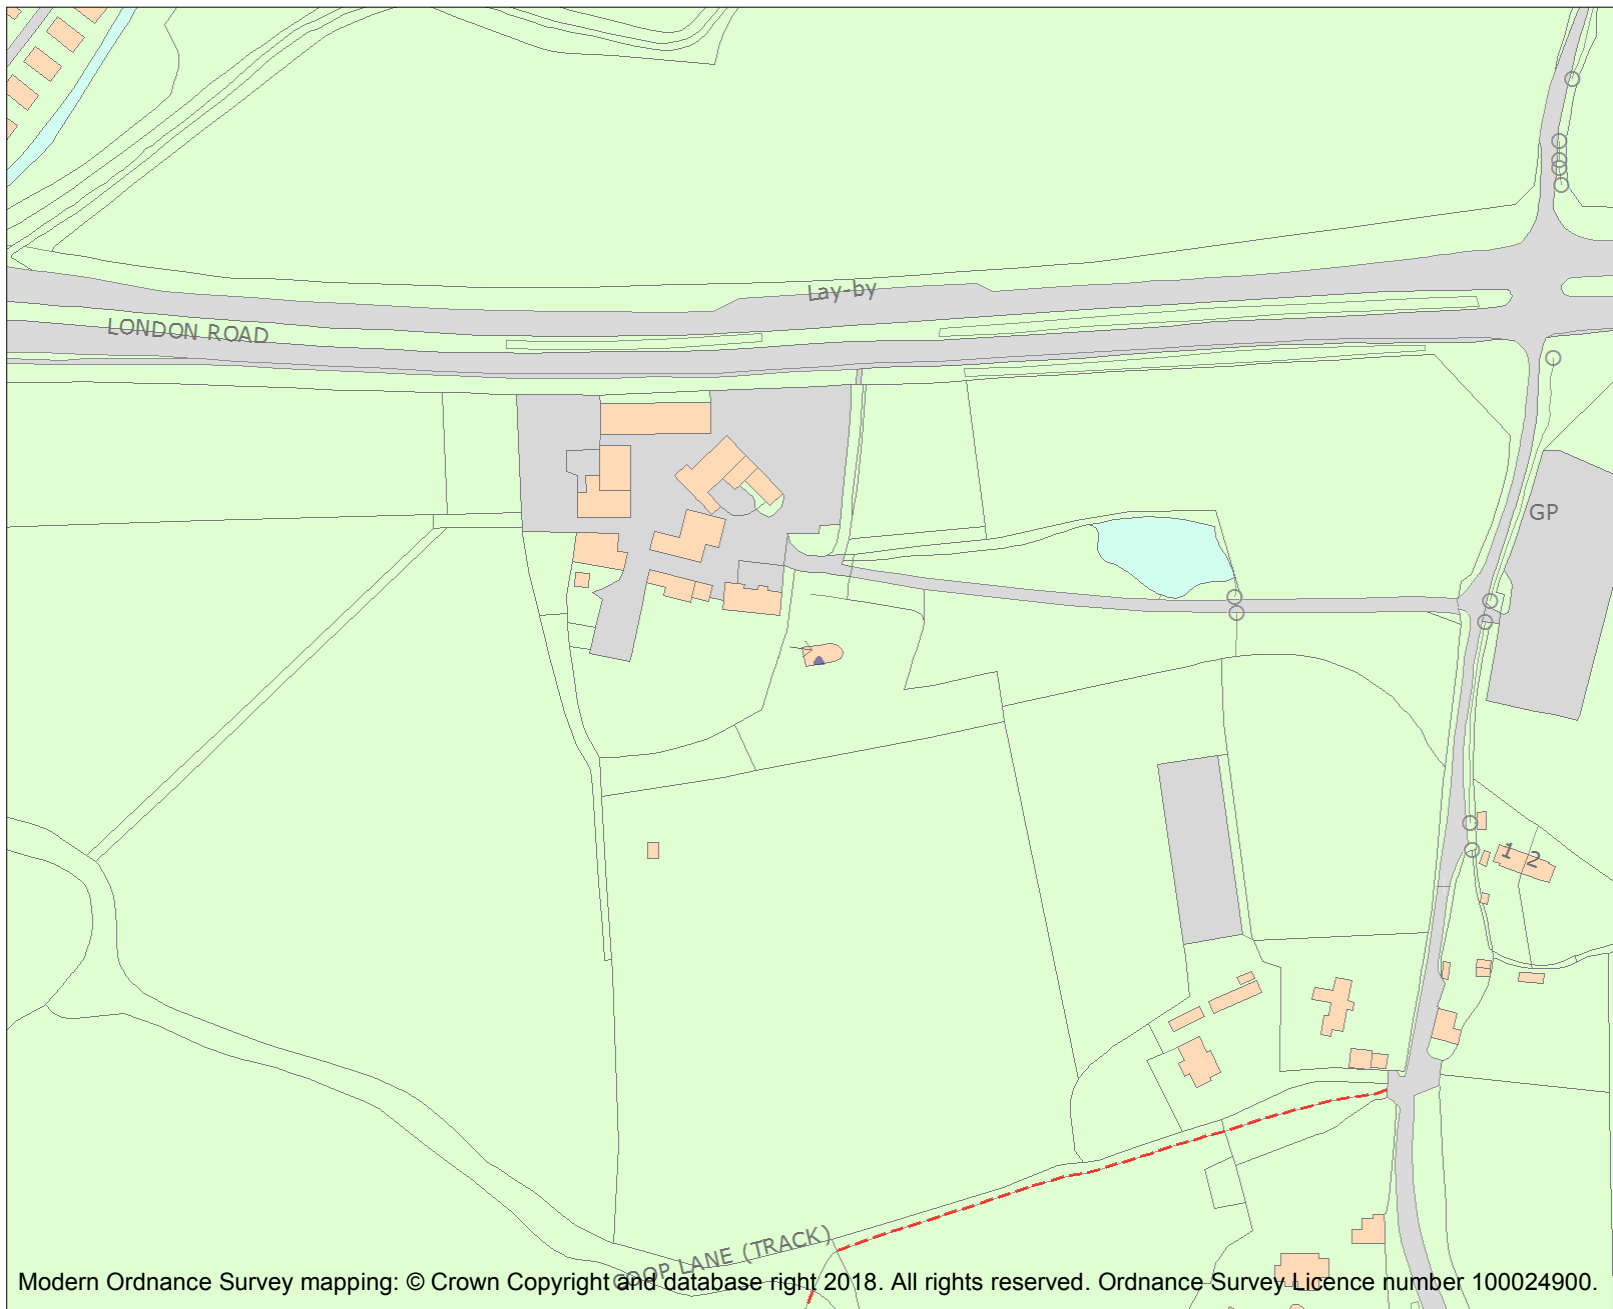 Lay-by
LONDON ROAD
GP
1 2
COOP LANE (TRACK)
Modern Ordnance Survey mapping: © Crown Copyright and database right 2018. All rights reserved. Ordnance Survey Licence number 100024900.